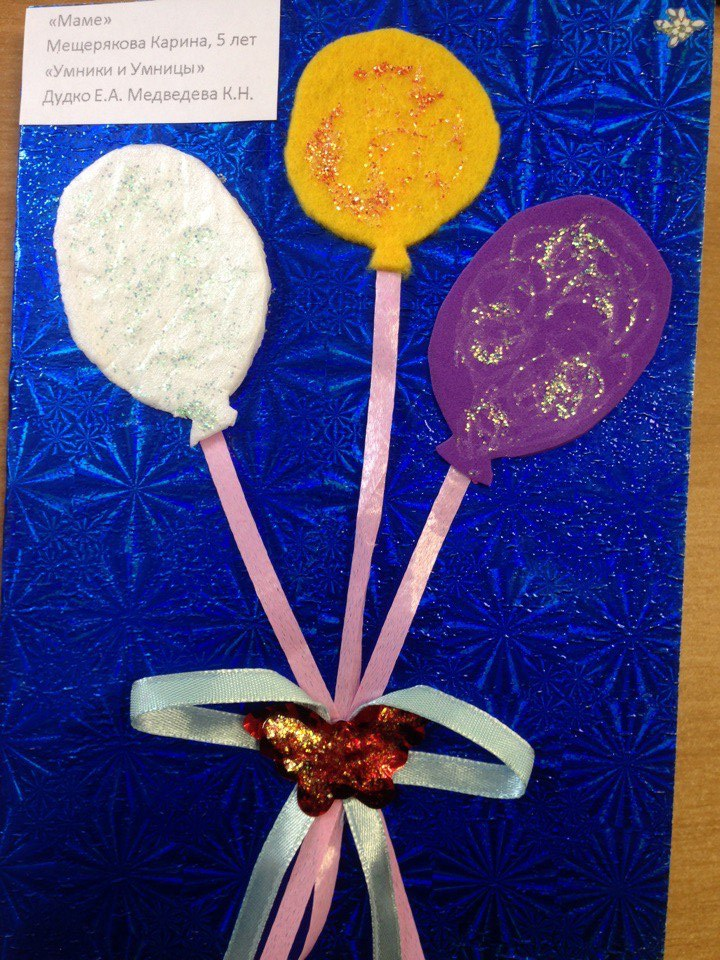 «Маме»
Мещерякова Карина, 5 лет
«Умники и Умницы»
Дудко Е.А. Медведева К.Н.